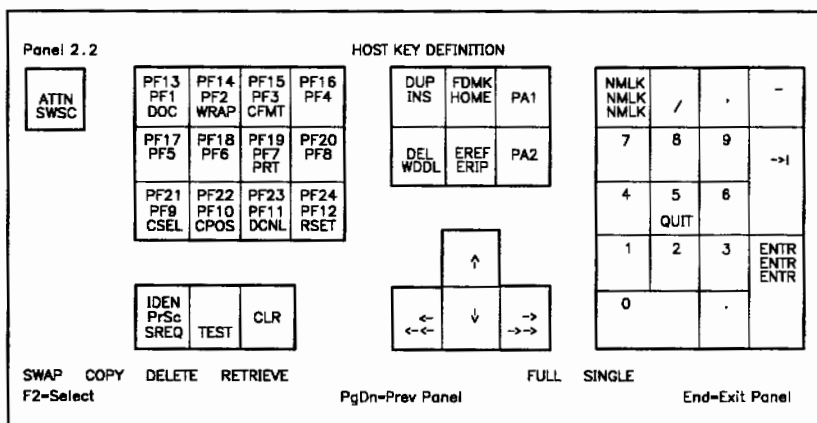 Panel 2.2 HOST KEY DEFINITION
ATTN
SWSC
PF13 PF14 PF15 PF16
PF1 PF2 PF3 PF4
DOC WRAP CFMT
PF17 PF18 PF19 PF20
PF5 PF6 PF7 PF8
PRT
PF21 PF22 PF23 PF24
PF9 PF10 PF11 PF12
CSEL CPOS DCNL RSET
IDEN
PrSc
SREQ TEST CLR
DUP FDMK
INS HOME PA1
DEL EREF PA2
WDDL ERIP
↑
<- ↓ ->
<-<- ->->
NMLK
NMLK
NMLK / , -
7 8 9 ->|
4 5 6
QUIT
1 2 3 ENTR
ENTR
ENTR
0 .
SWAP COPY DELETE RETRIEVE FULL SINGLE
F2=Select PgDn=Prev Panel End=Exit Panel